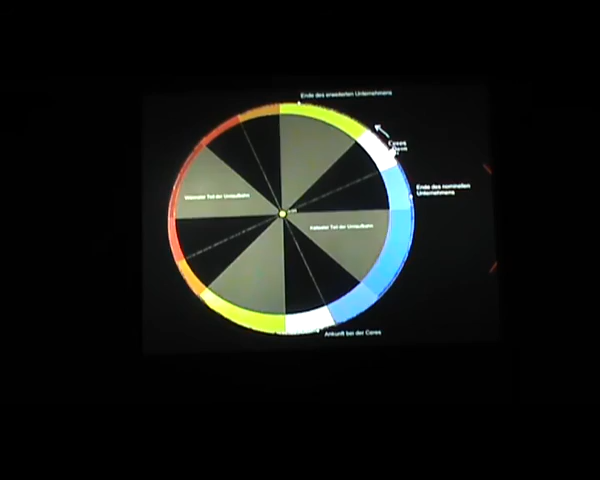 Ende des erweiterten Unternehmens
Ceres
Ende des nominellen
Unternehmens
Wärmster Teil der Umlaufbahn
Kältester Teil der Umlaufbahn
Ankunft bei der Ceres